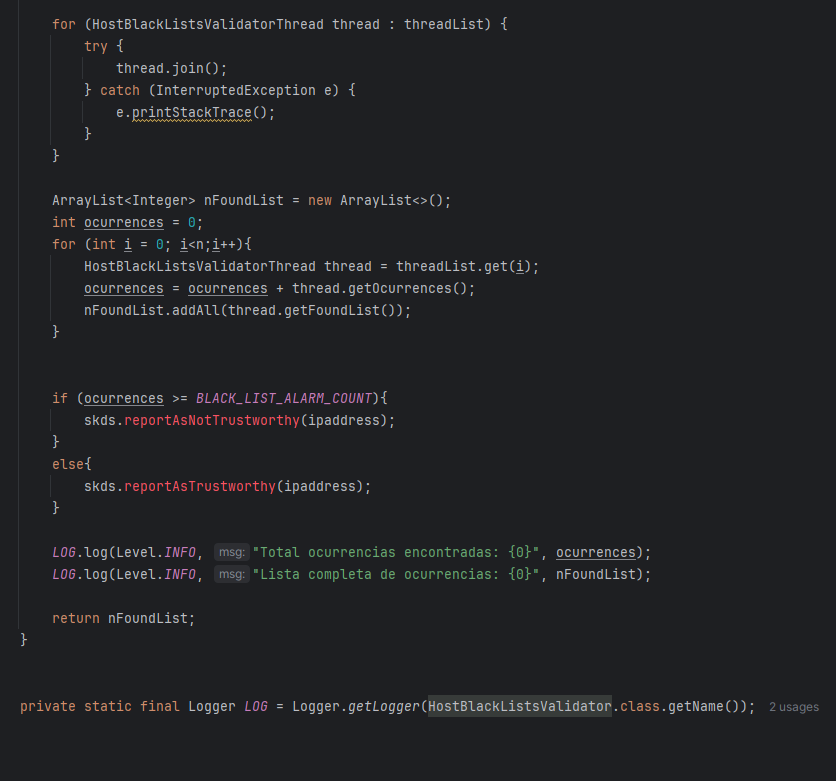 for (HostBlackListsValidatorThread thread : threadList) {
try {
thread.join();
} catch (InterruptedException e) {
e.printStackTrace();
}
}
ArrayList<Integer> nFoundList = new ArrayList<>();
int ocurrences = 0;
for (int i = 0; i<n;i++){
HostBlackListsValidatorThread thread = threadList.get(i);
ocurrences = ocurrences + thread.getOcurrences();
nFoundList.addAll(thread.getFoundList());
}
if (ocurrences >= BLACK_LIST_ALARM_COUNT){
skds.reportAsNotTrustworthy(ipaddress);
}
else{
skds.reportAsTrustworthy(ipaddress);
}
LOG.log(Level.INFO, msg: "Total ocurrencias encontradas: {0}", ocurrences);
LOG.log(Level.INFO, msg: "Lista completa de ocurrencias: {0}", nFoundList);
return nFoundList;
}
private static final Logger LOG = Logger.getLogger(HostBlackListsValidator.class.getName()); 2 usages